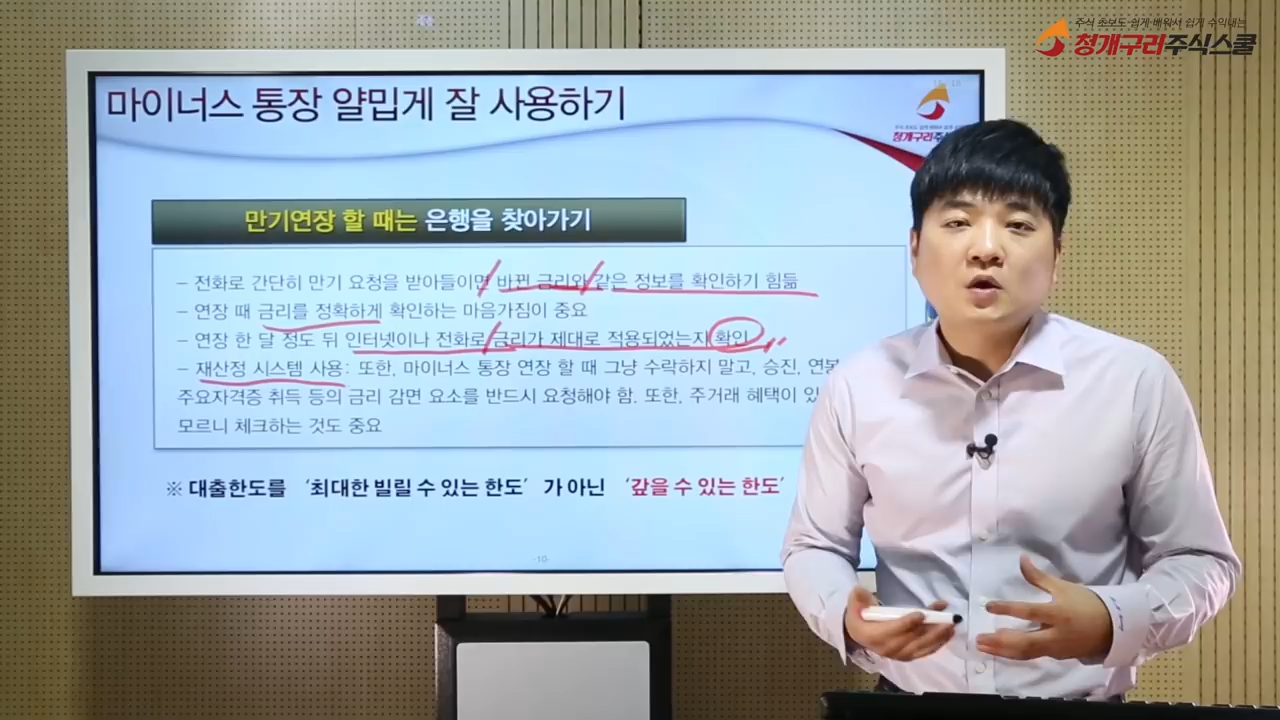 주식 초보도 쉽게 배워서 쉽게 수익내는
청개구리주식스쿨
마이너스 통장 얄밉게 잘 사용하기
청개구리주
만기연장 할 때는 은행을 찾아가기
– 전화로 간단히 만기 요청을 받아들이면 바뀐 금리와 같은 정보를 확인하기 힘듦
– 연장 때 금리를 정확하게 확인하는 마음가짐이 중요
– 연장 한 달 정도 뒤 인터넷이나 전화로 금리가 제대로 적용되었는지 확인
– 재산정 시스템 사용: 또한, 마이너스 통장 연장 할 때 그냥 수락하지 말고, 승진, 연봉
주요자격증 취득 등의 금리 감면 요소를 반드시 요청해야 함. 또한, 주거래 혜택이 있
모르니 체크하는 것도 중요
※ 대출한도를 ‘최대한 빌릴 수 있는 한도’ 가 아닌 ‘갚을 수 있는 한도’
-10-